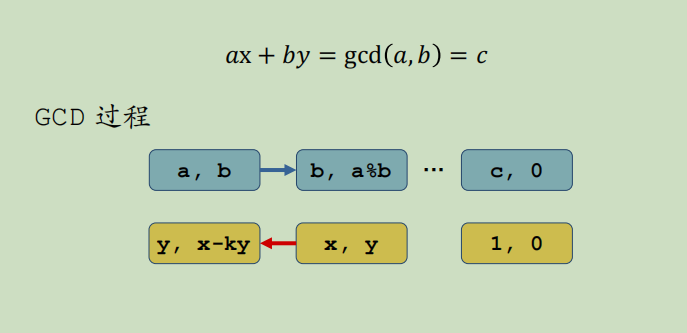 ax + by = gcd(a, b) = c
GCD 过程
a, b b, a%b ··· c, 0
y, x-ky x, y 1, 0